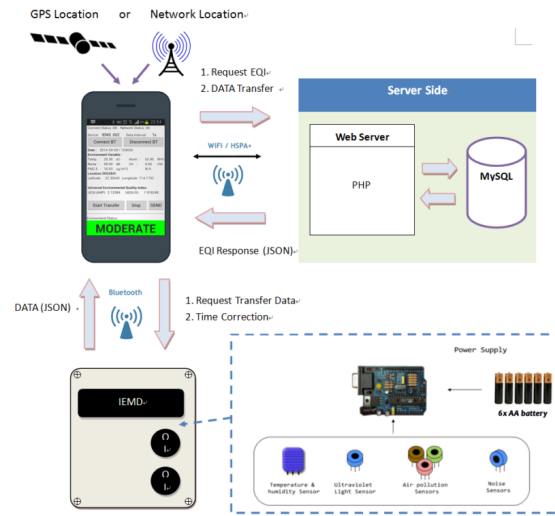 GPS Location or Network Location
1. Request EQI
2. DATA Transfer
Server Side
Web Server
PHP
MySQL
WIFI / HSPA+
Connect BT
Disconnect BT
Start Transfer
Stop
SEND
MODERATE
EQI Response (JSON)
DATA (JSON)
Bluetooth
1. Request Transfer Data
2. Time Correction
Power Supply
IEMD
6x AA battery
Temperature &
humidity Sensor
Ultraviolet
Light Sensor
Air pollution
Sensors
Noise
Sensors